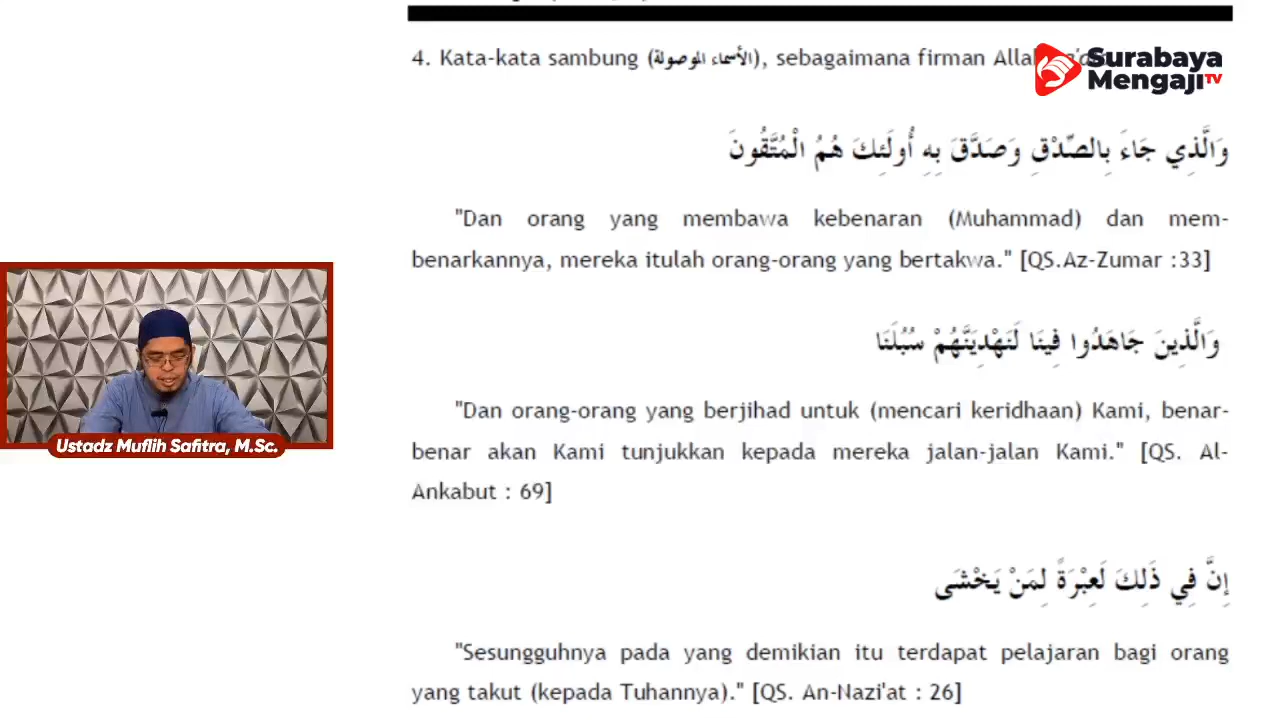 4. Kata-kata sambung (الأسماء الموصولة), sebagaimana firman Allah
Surabaya
Mengaji TV
وَالَّذِي جَاءَ بِالصِّدْقِ وَصَدَّقَ بِهِ أُولَئِكَ هُمُ الْمُتَّقُونَ
"Dan orang yang membawa kebenaran (Muhammad) dan mem-
benarkannya, mereka itulah orang-orang yang bertakwa." [QS.Az-Zumar :33]
وَالَّذِينَ جَاهَدُوا فِينَا لَنَهْدِيَنَّهُمْ سُبُلَنَا
"Dan orang-orang yang berjihad untuk (mencari keridhaan) Kami, benar-
benar akan Kami tunjukkan kepada mereka jalan-jalan Kami." [QS. Al-
Ankabut : 69]
إِنَّ فِي ذَلِكَ لَعِبْرَةً لِمَنْ يَخْشَى
"Sesungguhnya pada yang demikian itu terdapat pelajaran bagi orang
yang takut (kepada Tuhannya)." [QS. An-Nazi'at : 26]
Ustadz Muflih Safitra, M.Sc.